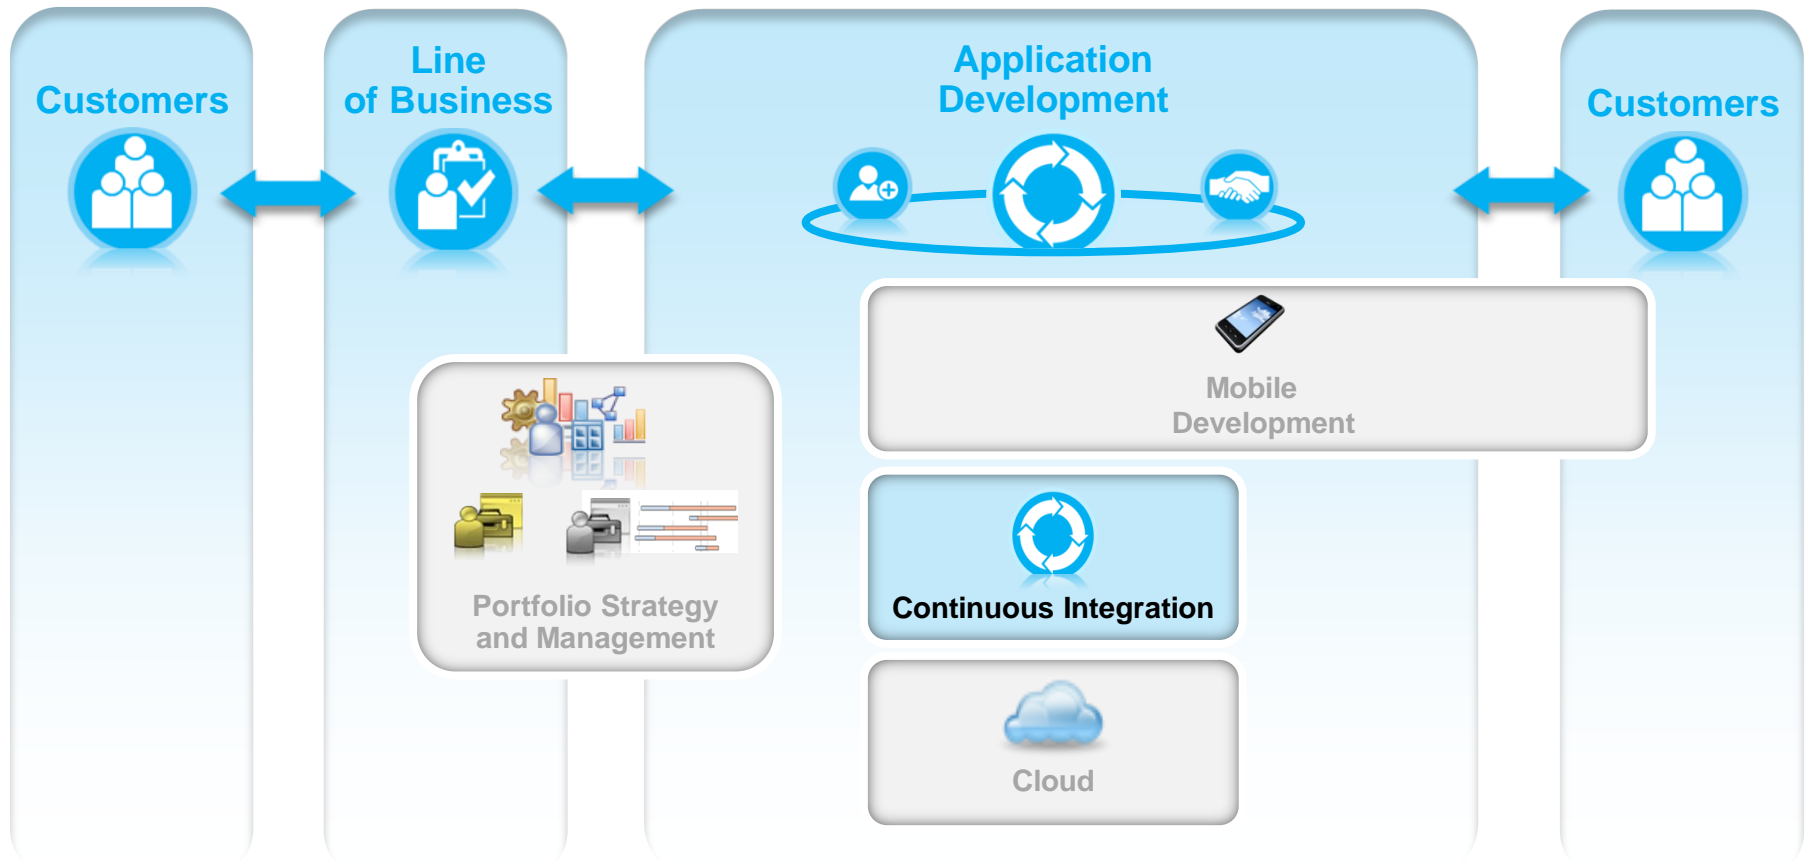 Customers
Line
of Business
Application
Development
Customers
Mobile
Development
Portfolio Strategy
and Management
Continuous Integration
Cloud